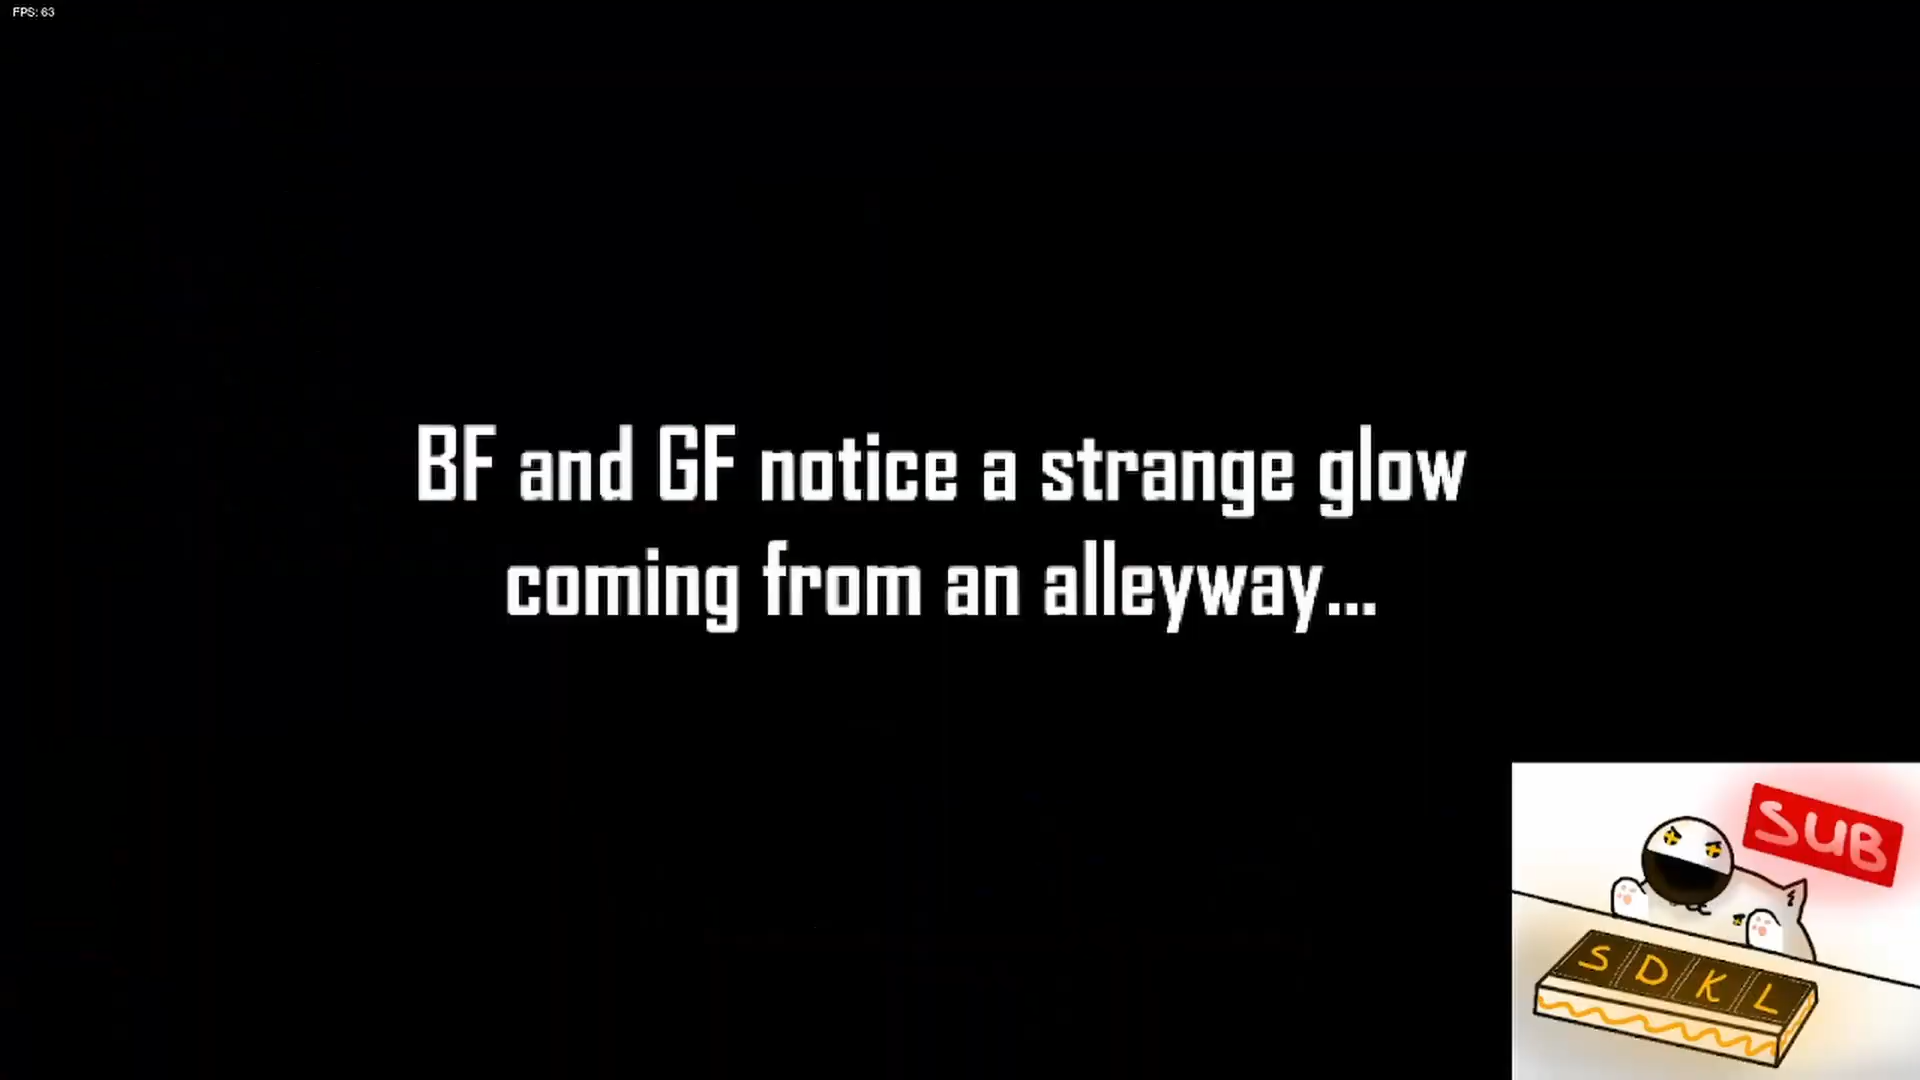 FPS: 63
BF and GF notice a strange glow
coming from an alleyway...
SUB
S D K L